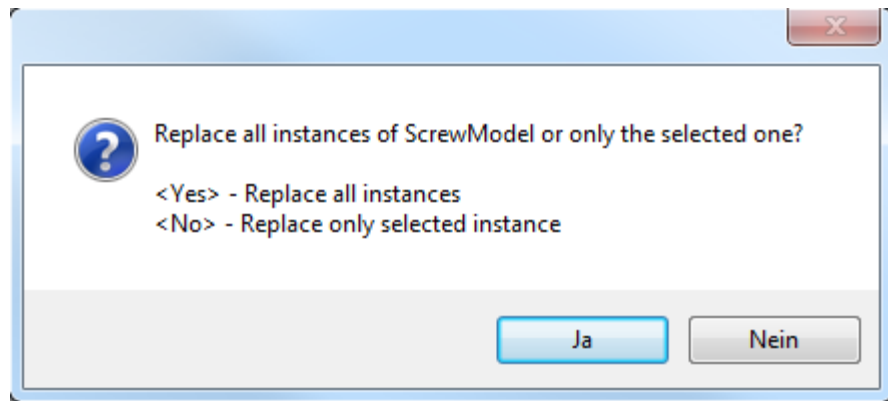 Replace all instances of ScrewModel or only the selected one?
<Yes> - Replace all instances
<No> - Replace only selected instance
Ja
Nein